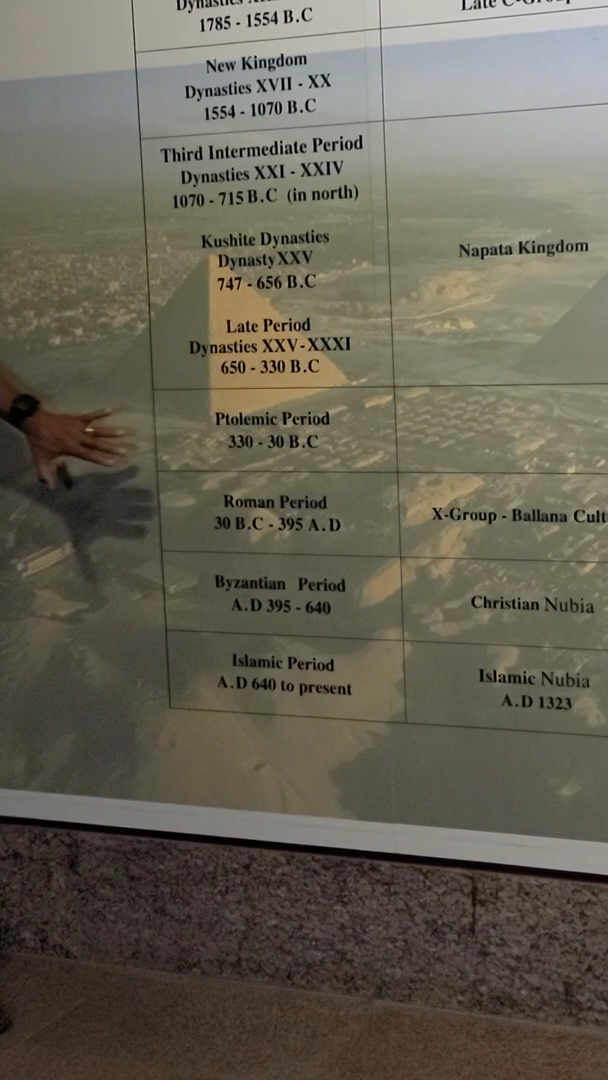 Dynasties
1785 - 1554 B.C
Late C-Group
New Kingdom
Dynasties XVII - XX
1554 - 1070 B.C
Third Intermediate Period
Dynasties XXI - XXIV
1070 - 715 B.C (in north)
Kushite Dynasties
Dynasty XXV
747 - 656 B.C
Napata Kingdom
Late Period
Dynasties XXV-XXXI
650 - 330 B.C
Ptolemic Period
330 - 30 B.C
Roman Period
30 B.C - 395 A.D
X-Group - Ballana Cult
Byzantian Period
A.D 395 - 640
Christian Nubia
Islamic Period
A.D 640 to present
Islamic Nubia
A.D 1323